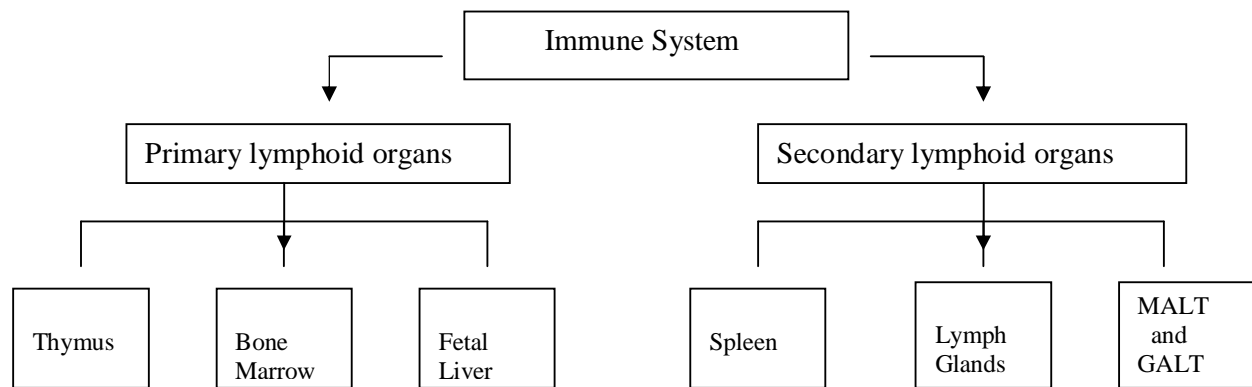 Immune System
Primary lymphoid organs
Secondary lymphoid organs
Thymus
Bone
Marrow
Fetal
Liver
Spleen
Lymph
Glands
MALT
and
GALT